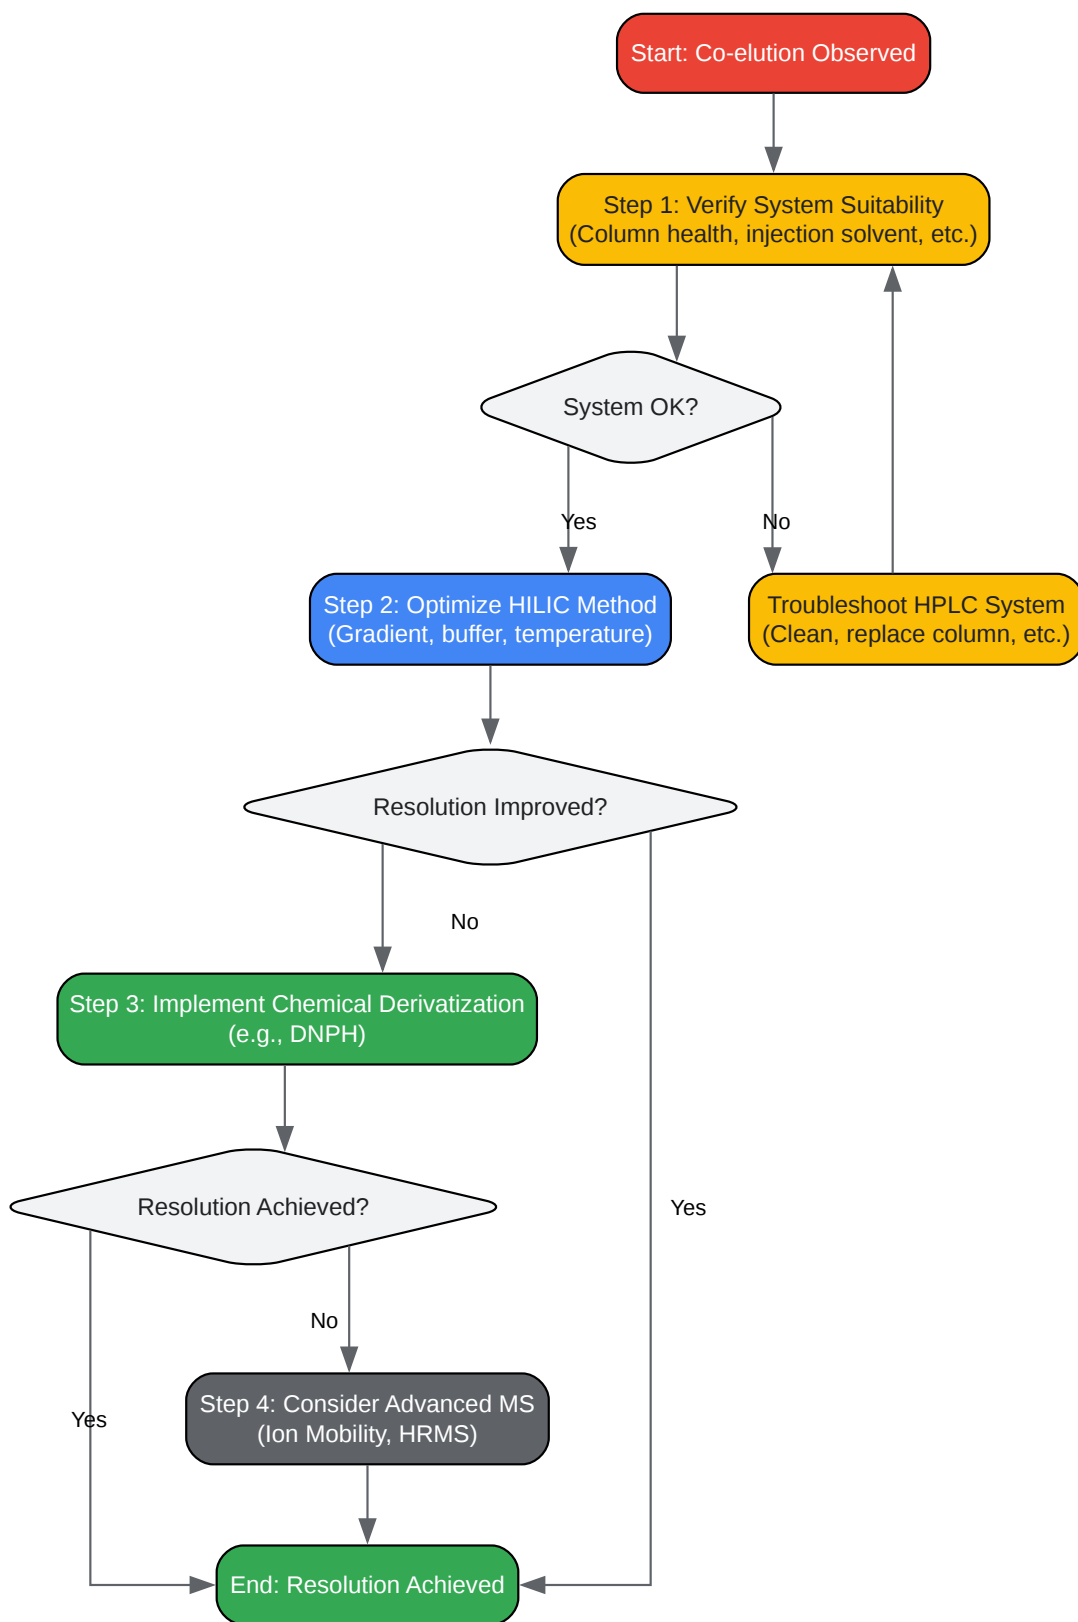 Start: Co-elution Observed
Step 1: Verify System Suitability
(Column health, injection solvent, etc.)
System OK?
Yes
No
Step 2: Optimize HILIC Method
(Gradient, buffer, temperature)
Troubleshoot HPLC System
(Clean, replace column, etc.)
Resolution Improved?
No
Step 3: Implement Chemical Derivatization
(e.g., DNPH)
Resolution Achieved?
Yes
No
Step 4: Consider Advanced MS
(Ion Mobility, HRMS)
Yes
End: Resolution Achieved